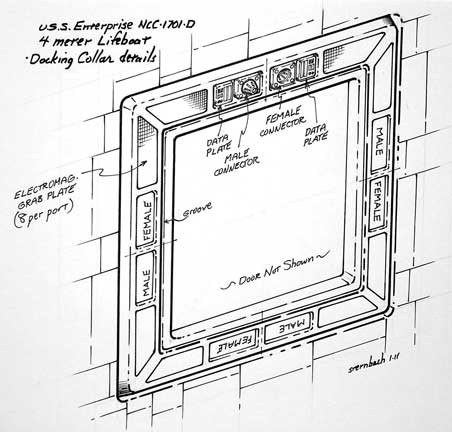 U.S.S. Enterprise NCC•1701•D
4 meter Lifeboat
•Docking Collar details
DATA
PLATE
MALE
CONNECTOR
FEMALE
CONNECTOR
DATA
PLATE
ELECTROMAG.
GRAB PLATE
(8 per port)
groove
FEMALE
MALE
MALE
FEMALE
~ Door Not Shown ~
FEMALE
MALE
sternbach 1•11